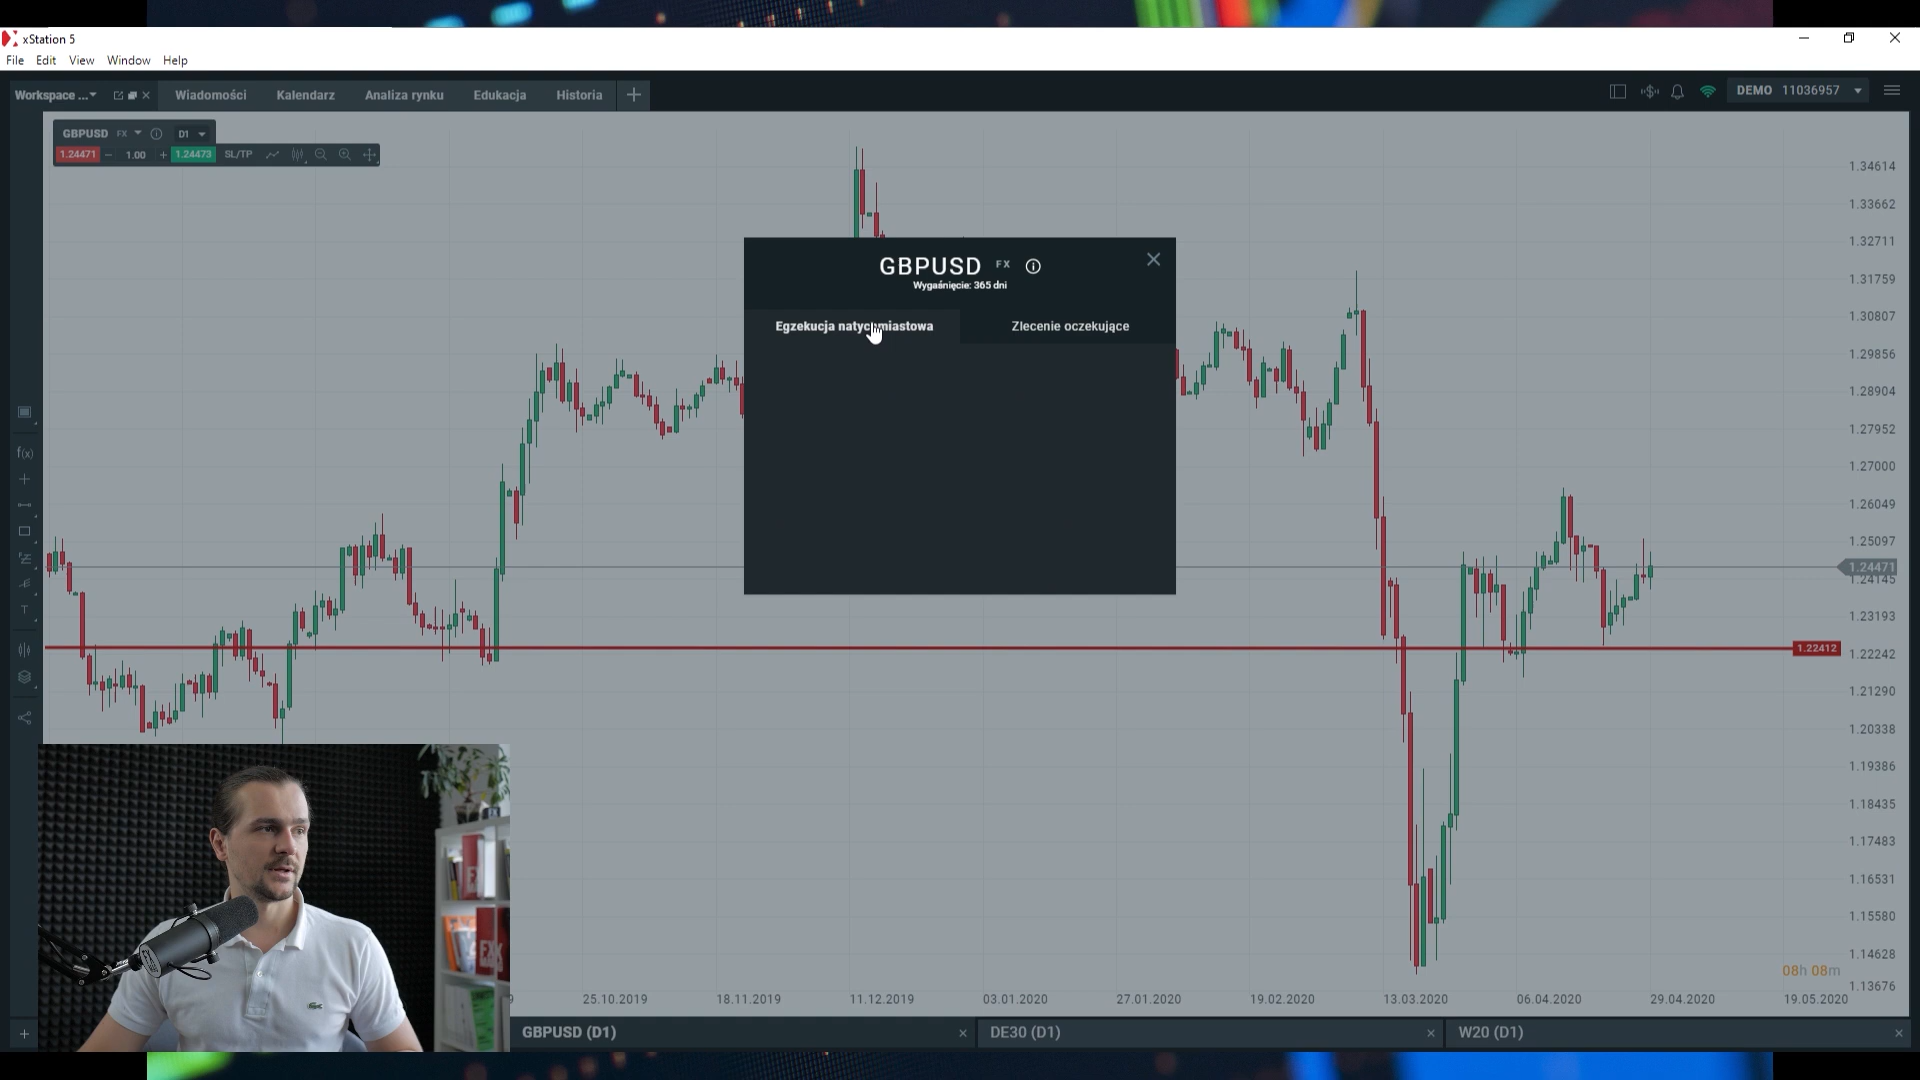 xStation 5
File Edit View Window Help
Workspace ... Wiadomości Kalendarz Analiza rynku Edukacja Historia
DEMO 11036957
GBPUSD FX D1
1.24471 1.00 1.24473 SL/TP
GBPUSD FX
Wygaśnięcie: 365 dni
Egzekucja natychmiastowa Zlecenie oczekujące
f(x)
T
1.34614
1.33662
1.32711
1.31759
1.30807
1.29856
1.28904
1.27952
1.27000
1.26049
1.25097
1.24471
1.24145
1.23193
1.22412
1.22242
1.21290
1.20338
1.19386
1.18435
1.17483
1.16531
1.15580
1.14628
08h 08m
1.13676
25.10.2019 18.11.2019 11.12.2019 03.01.2020 27.01.2020 19.02.2020 13.03.2020 06.04.2020 29.04.2020 19.05.2020
GBPUSD (D1) DE30 (D1) W20 (D1)